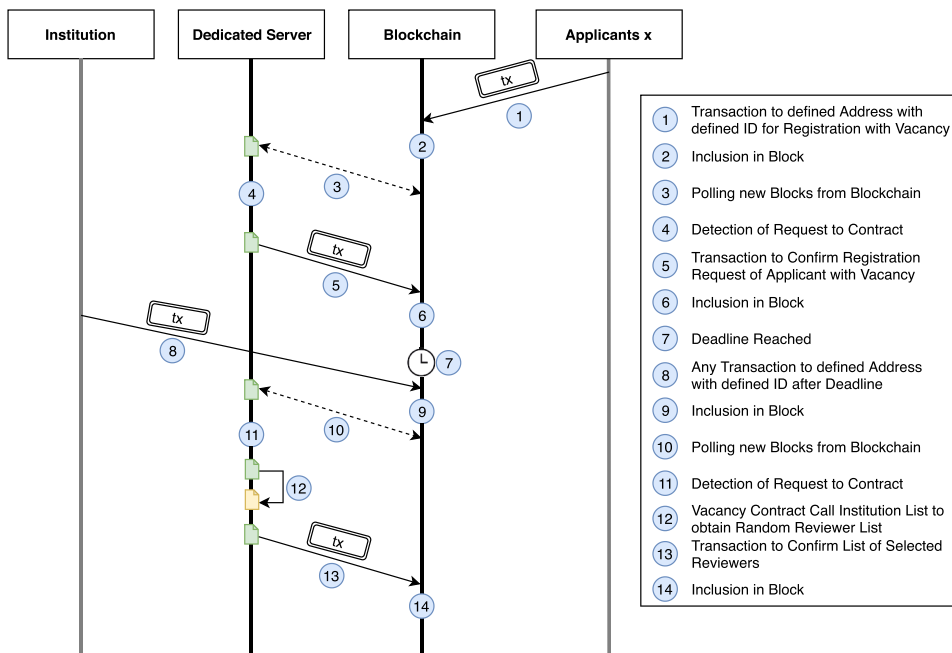 Institution
Dedicated Server
Blockchain
Applicants x
tx
1
2
3
4
tx
5
6
tx
7
8
9
10
11
12
tx
13
14
1 Transaction to defined Address with
defined ID for Registration with Vacancy
2 Inclusion in Block
3 Polling new Blocks from Blockchain
4 Detection of Request to Contract
5 Transaction to Confirm Registration
Request of Applicant with Vacancy
6 Inclusion in Block
7 Deadline Reached
8 Any Transaction to defined Address
with defined ID after Deadline
9 Inclusion in Block
10 Polling new Blocks from Blockchain
11 Detection of Request to Contract
12 Vacancy Contract Call Institution List to
obtain Random Reviewer List
13 Transaction to Confirm List of Selected
Reviewers
14 Inclusion in Block